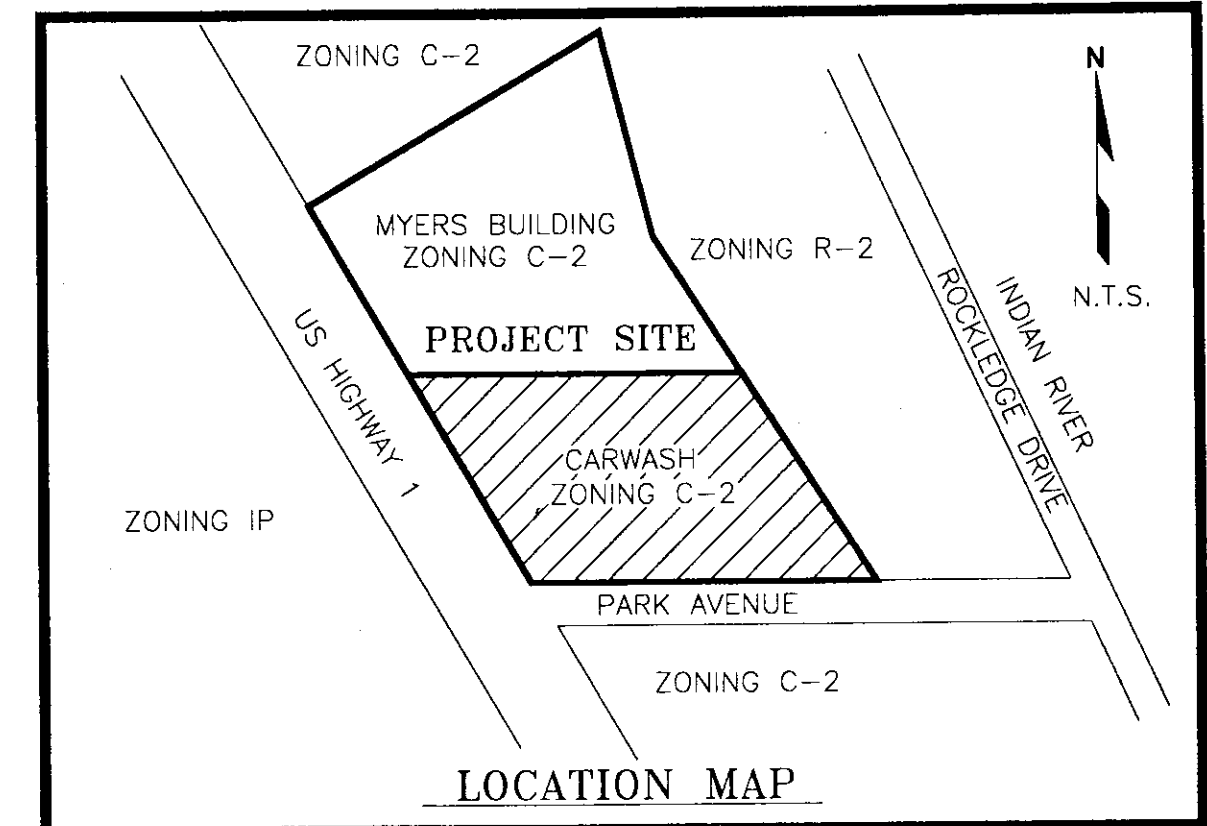 ZONING C-2
N
MYERS BUILDING
ZONING C-2
ZONING R-2
N.T.S.
PROJECT SITE
US HIGHWAY 1
ROCKLEDGE DRIVE
INDIAN RIVER
CARWASH
ZONING C-2
ZONING IP
PARK AVENUE
ZONING C-2
LOCATION MAP